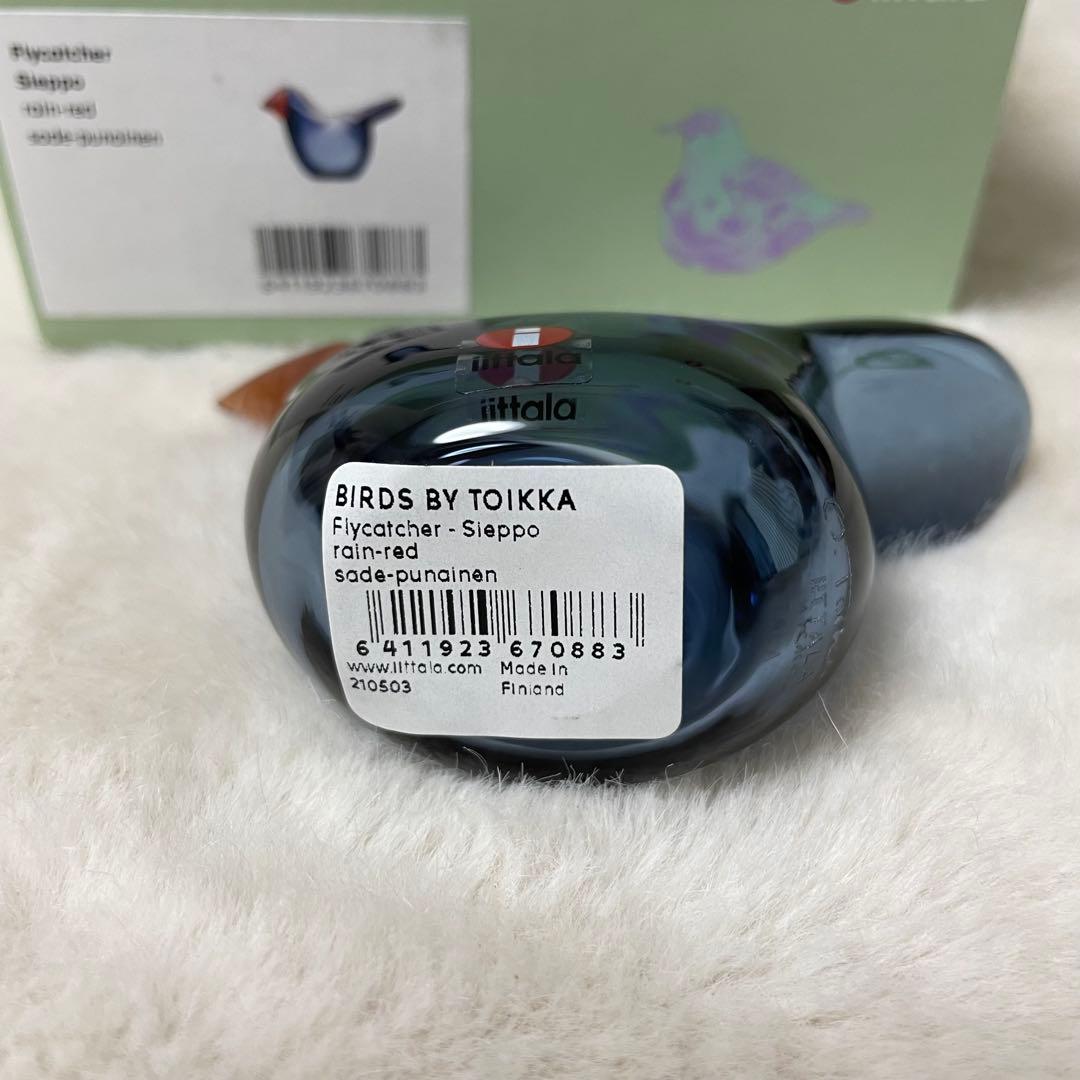 Flycatcher
Sieppo
rain-red
sade-punainen
iittala
iittala
BIRDS BY TOIKKA
Flycatcher - Sieppo
rain-red
sade-punainen
6 411923 670883
www.iittala.com Made in
210503 Finland
IITTALA